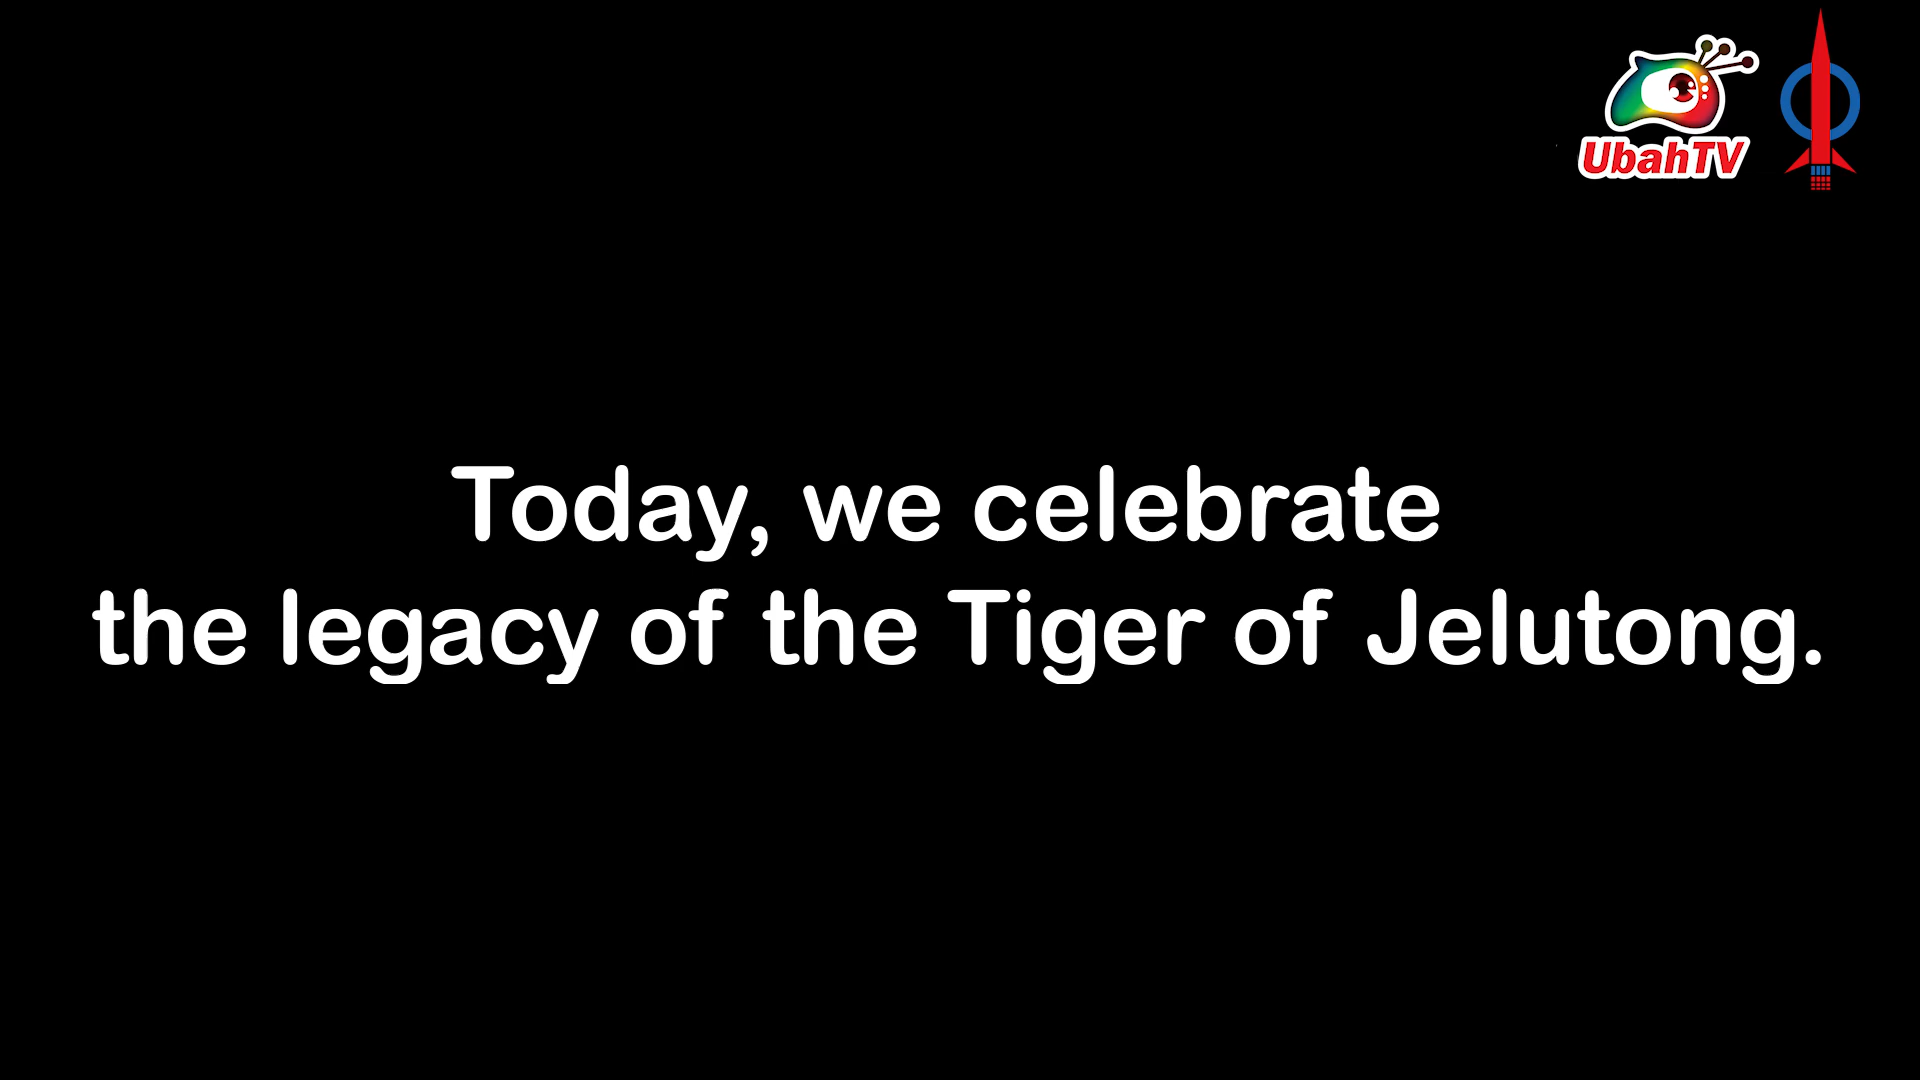 UbahTV
Today, we celebrate
the legacy of the Tiger of Jelutong.